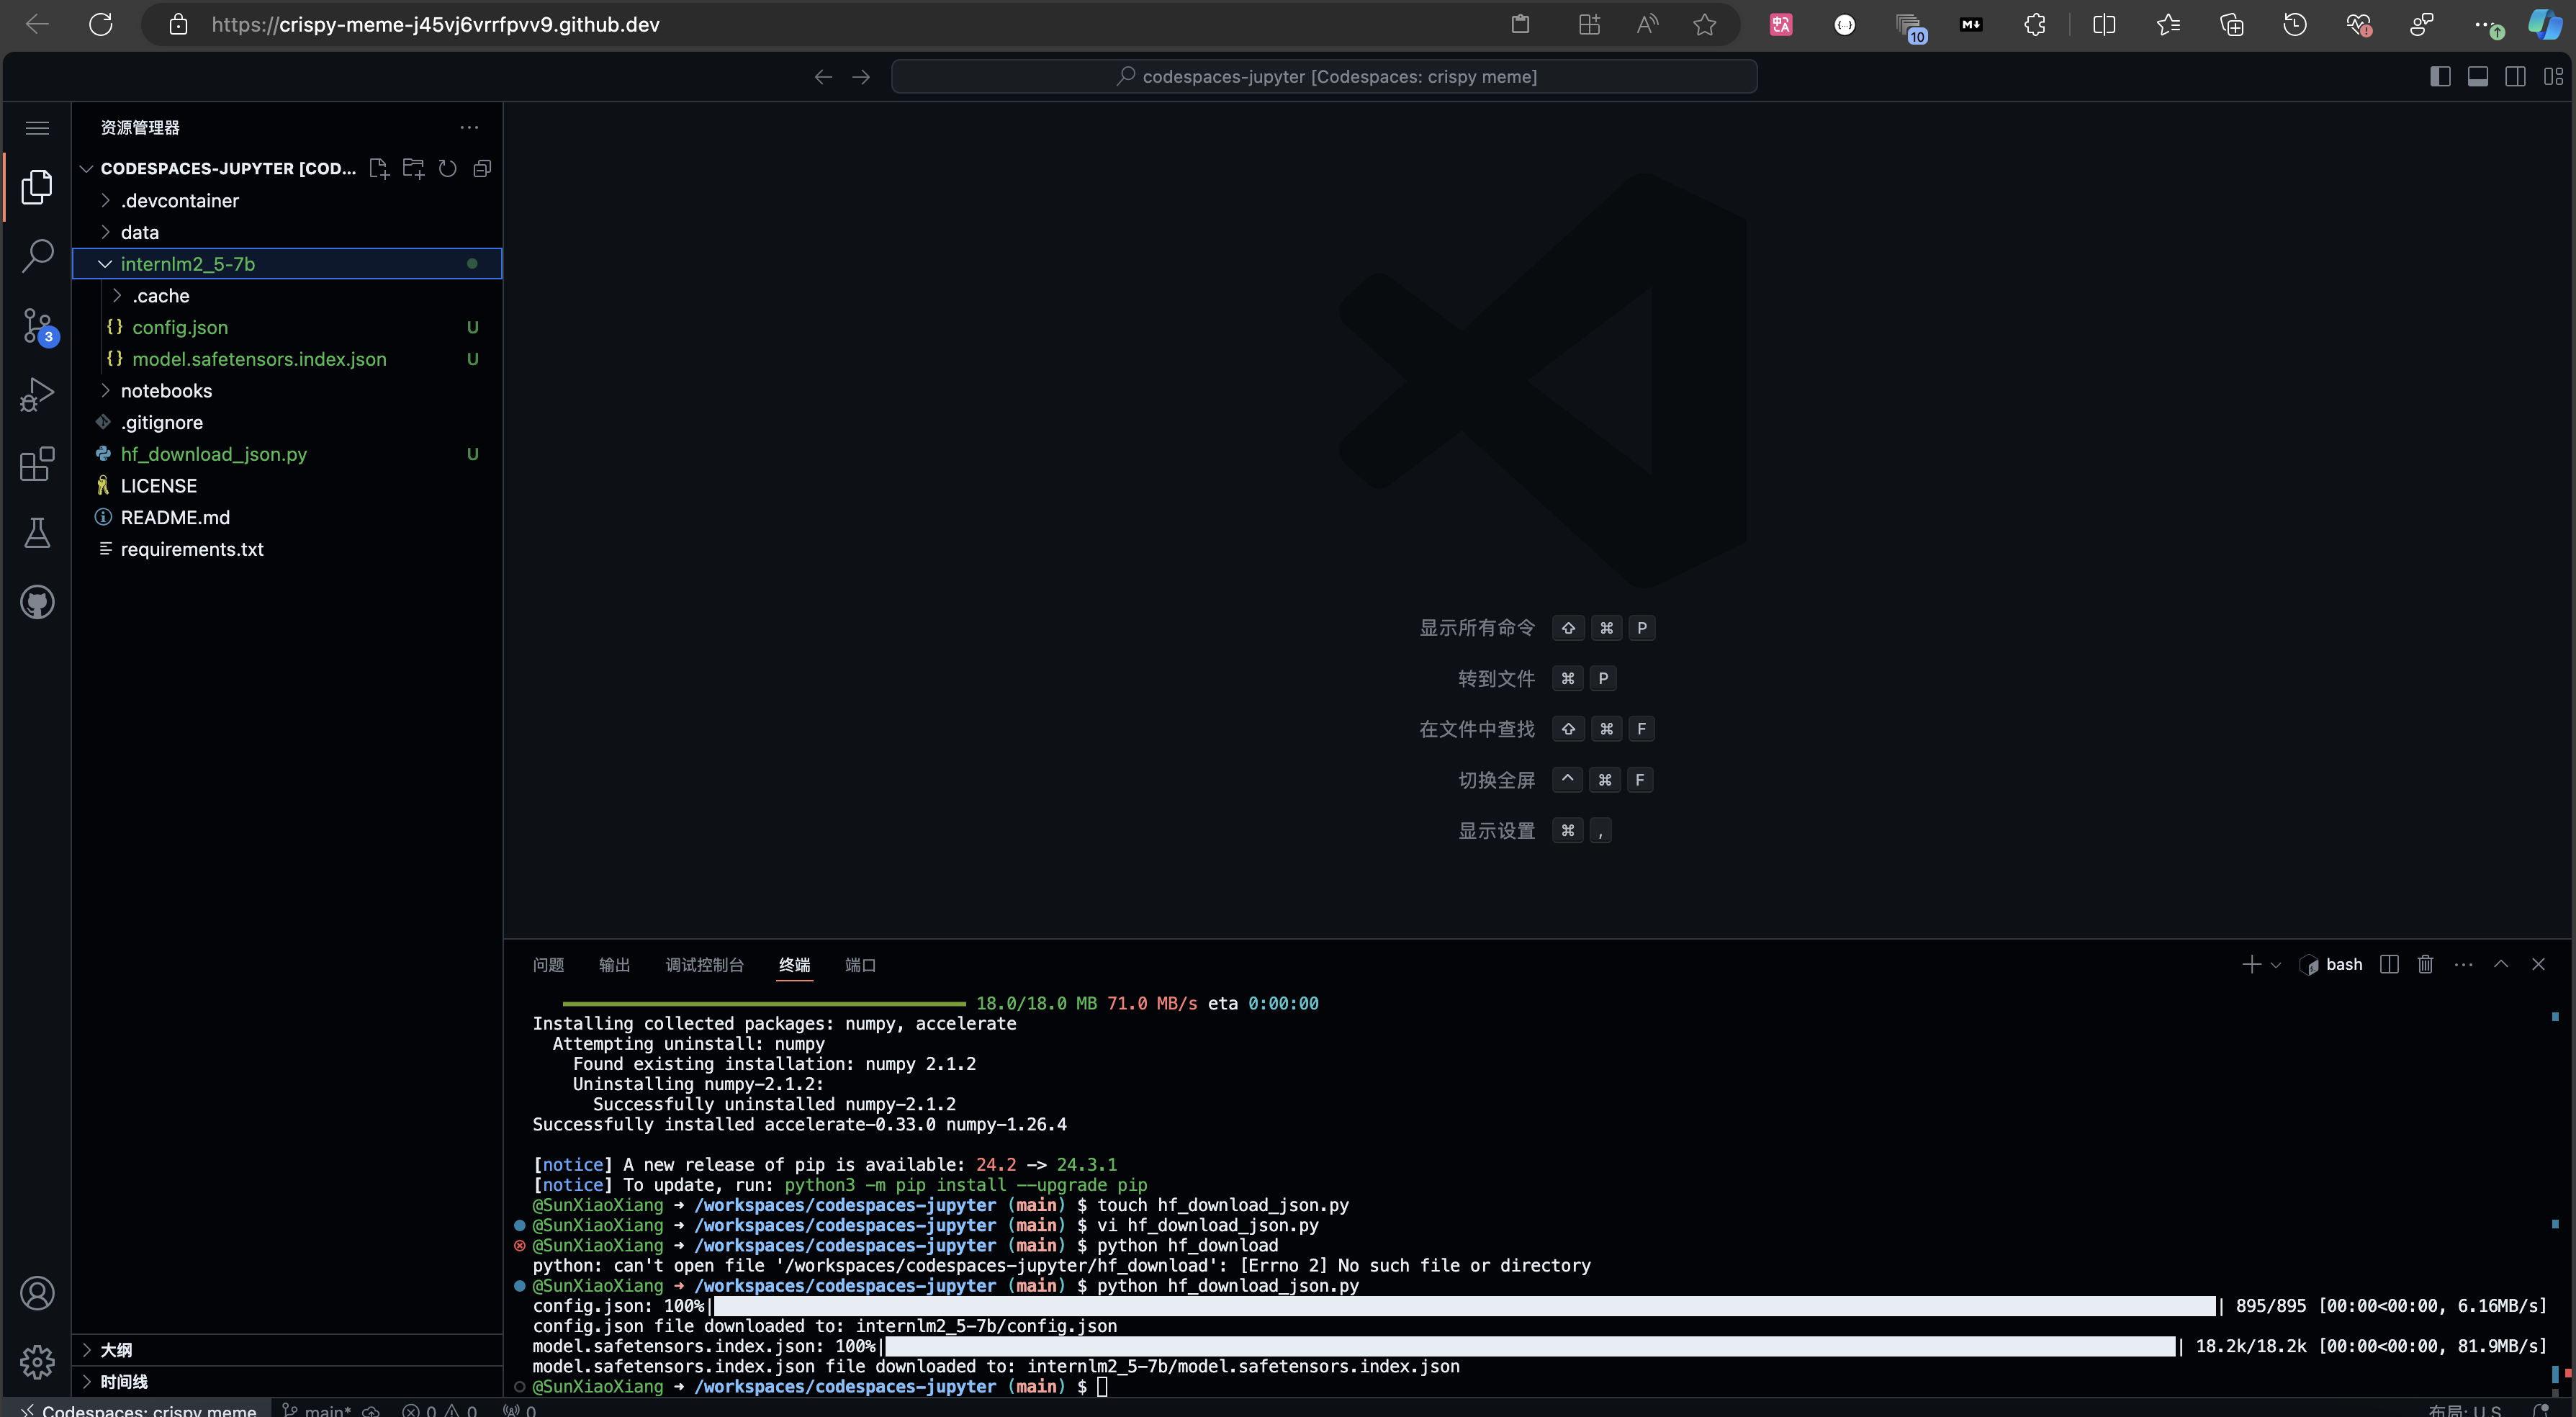 https://crispy-meme-j45vj6vrrfpvv9.github.dev
10
M↓
codespaces-jupyter [Codespaces: crispy meme]
资源管理器
CODESPACES-JUPYTER [COD...
.devcontainer
data
internlm2_5-7b
.cache
config.json U
model.safetensors.index.json U
notebooks
.gitignore
hf_download_json.py U
LICENSE
README.md
requirements.txt
3
大纲
时间线
显示所有命令 ⇧ ⌘ P
转到文件 ⌘ P
在文件中查找 ⇧ ⌘ F
切换全屏 ^ ⌘ F
显示设置 ⌘ ,
问题 输出 调试控制台 终端 端口
bash
18.0/18.0 MB 71.0 MB/s eta 0:00:00
Installing collected packages: numpy, accelerate
Attempting uninstall: numpy
Found existing installation: numpy 2.1.2
Uninstalling numpy-2.1.2:
Successfully uninstalled numpy-2.1.2
Successfully installed accelerate-0.33.0 numpy-1.26.4
[notice] A new release of pip is available: 24.2 -> 24.3.1
[notice] To update, run: python3 -m pip install --upgrade pip
@SunXiaoXiang ➜ /workspaces/codespaces-jupyter (main) $ touch hf_download_json.py
@SunXiaoXiang ➜ /workspaces/codespaces-jupyter (main) $ vi hf_download_json.py
@SunXiaoXiang ➜ /workspaces/codespaces-jupyter (main) $ python hf_download
python: can't open file '/workspaces/codespaces-jupyter/hf_download': [Errno 2] No such file or directory
@SunXiaoXiang ➜ /workspaces/codespaces-jupyter (main) $ python hf_download_json.py
config.json: 100%| | 895/895 [00:00<00:00, 6.16MB/s]
config.json file downloaded to: internlm2_5-7b/config.json
model.safetensors.index.json: 100%| | 18.2k/18.2k [00:00<00:00, 81.9MB/s]
model.safetensors.index.json file downloaded to: internlm2_5-7b/model.safetensors.index.json
@SunXiaoXiang ➜ /workspaces/codespaces-jupyter (main) $
Codespaces: crispy meme main* 0 0 0
布局: U.S.